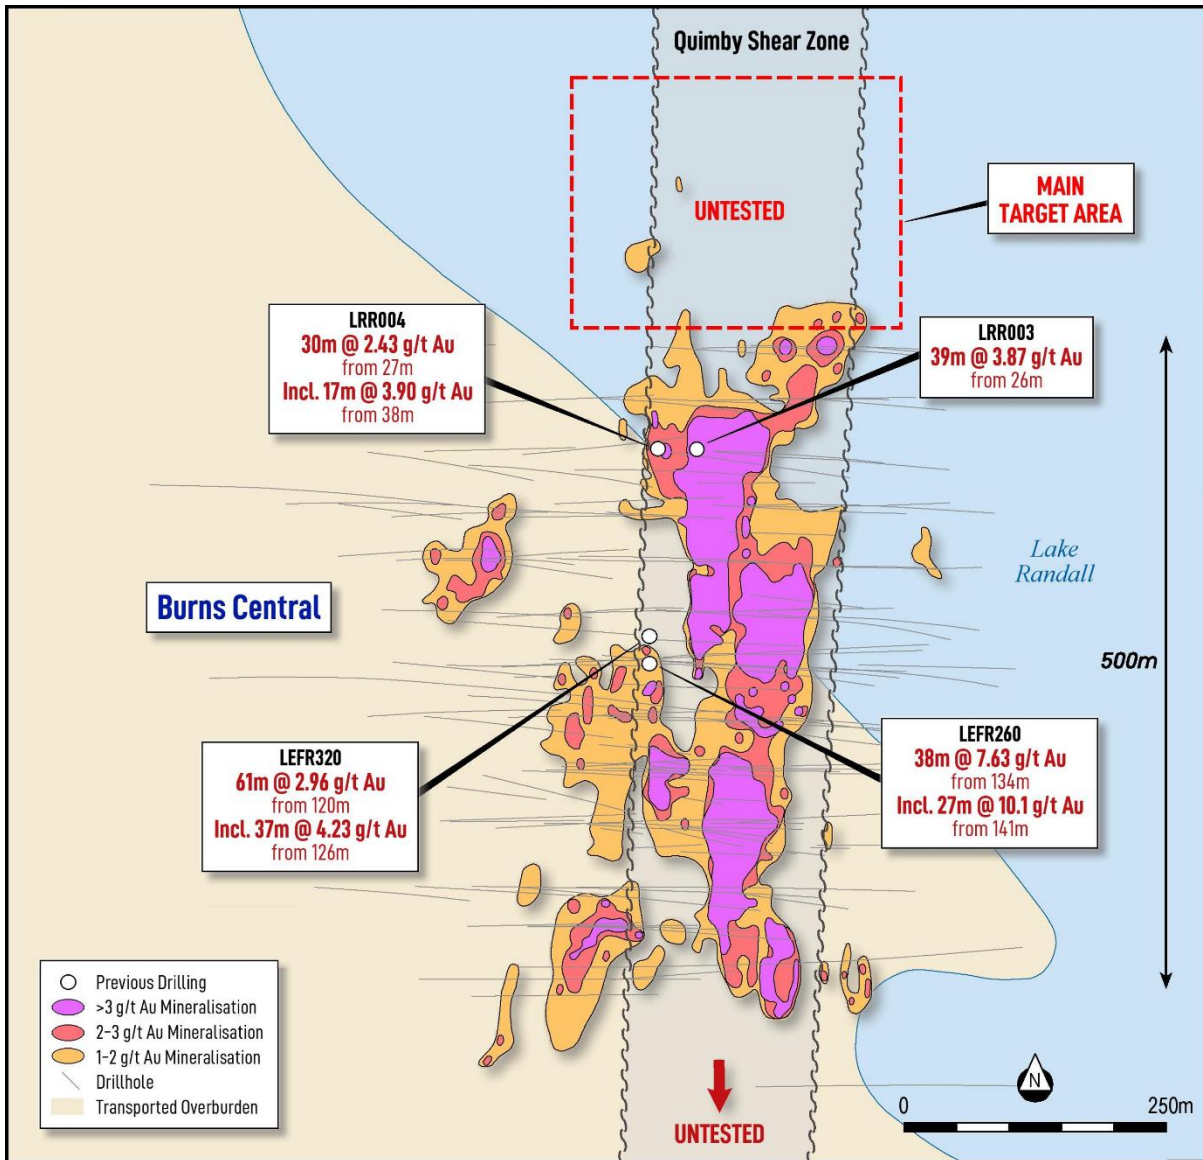 Quimby Shear Zone
UNTESTED
MAIN
TARGET AREA
LRR004
30m @ 2.43 g/t Au
from 27m
Incl. 17m @ 3.90 g/t Au
from 38m
LRR003
39m @ 3.87 g/t Au
from 26m
Lake
Randall
Burns Central
500m
LEFR320
61m @ 2.96 g/t Au
from 120m
Incl. 37m @ 4.23 g/t Au
from 126m
LEFR260
38m @ 7.63 g/t Au
from 134m
Incl. 27m @ 10.1 g/t Au
from 141m
Previous Drilling
>3 g/t Au Mineralisation
2-3 g/t Au Mineralisation
1-2 g/t Au Mineralisation
Drillhole
Transported Overburden
UNTESTED
N
0 250m